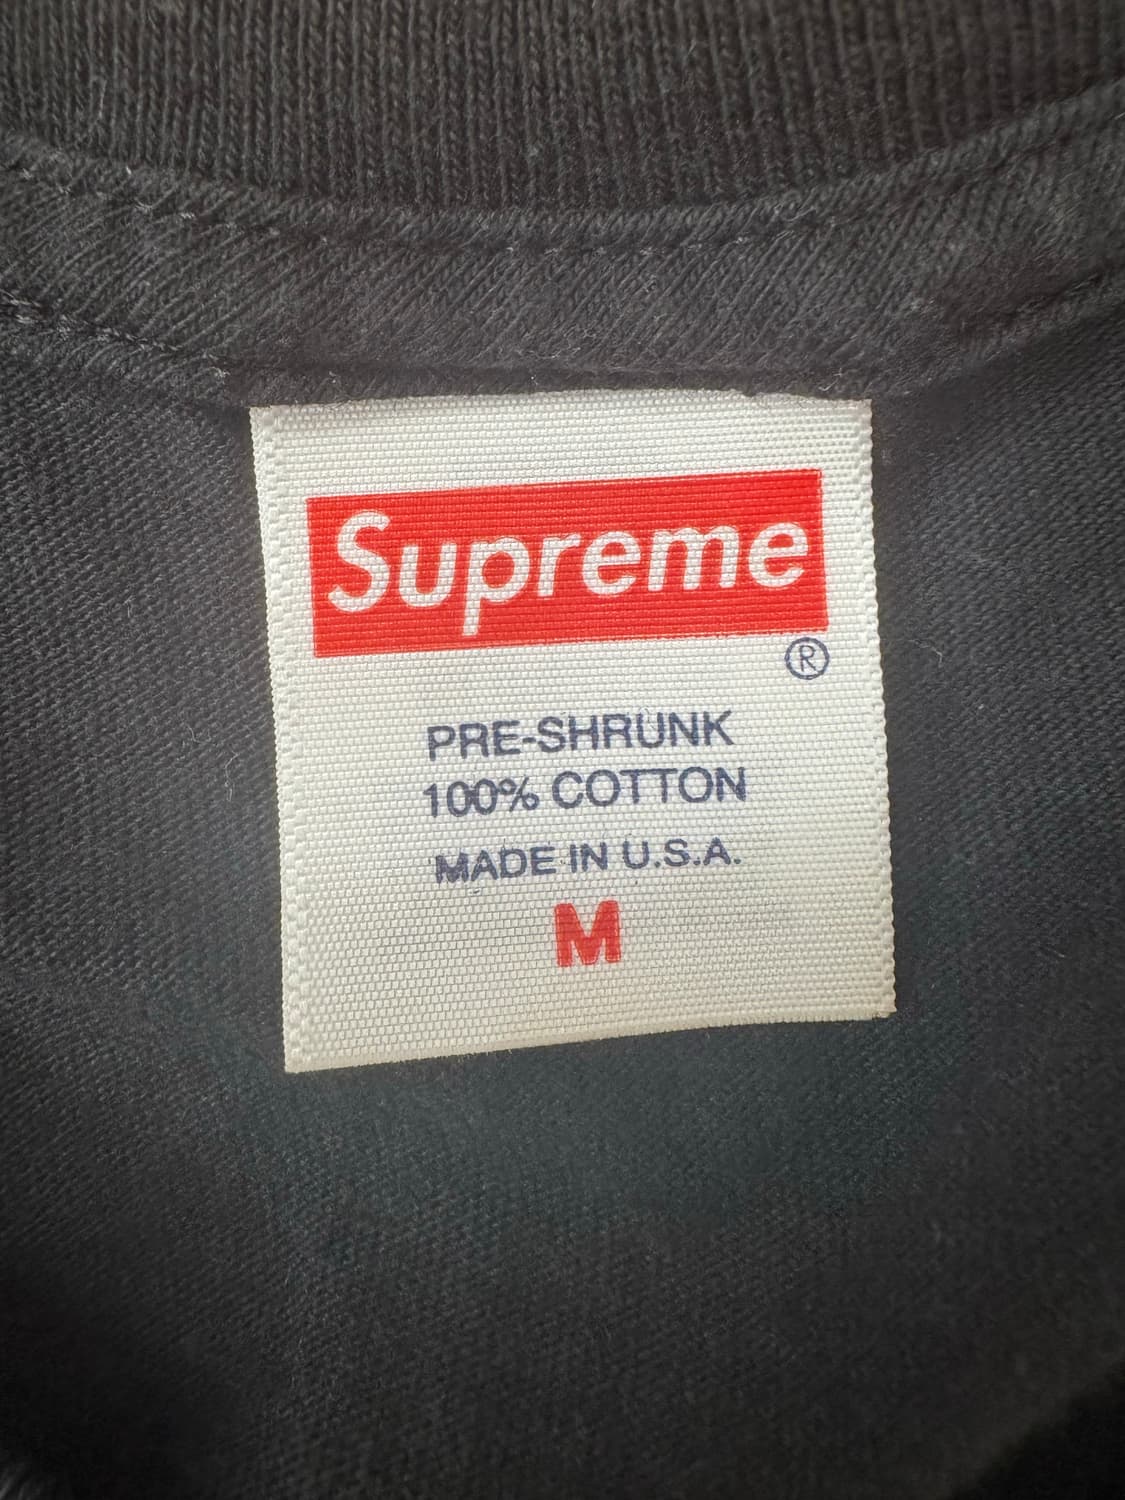 Supreme
®
PRE-SHRUNK
100% COTTON
MADE IN U.S.A.
M